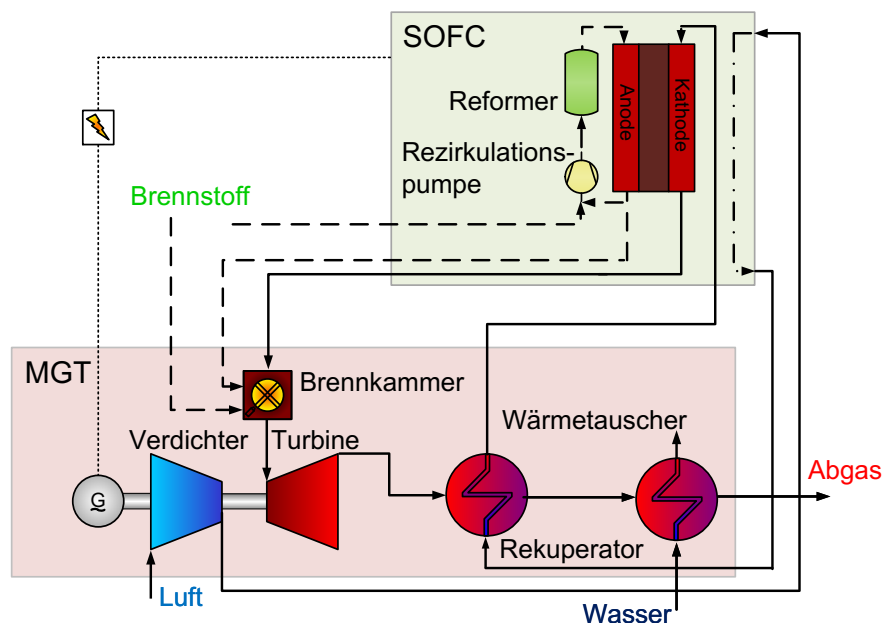 SOFC
Reformer
Anode
Kathode
Rezirkulations-
pumpe
Brennstoff
MGT
Brennkammer
Verdichter
Turbine
Wärmetauscher
Abgas
G
Rekuperator
Luft
Wasser